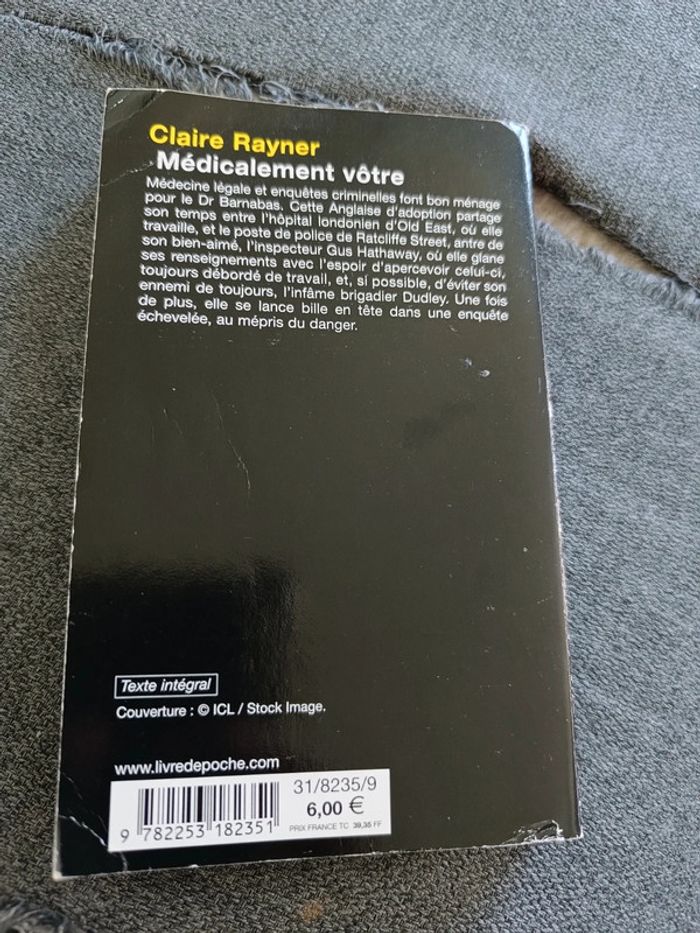 Claire Rayner
Médicalement vôtre
Médecine légale et enquêtes criminelles font bon ménage
pour le Dr Barnabas. Cette Anglaise d'adoption partage
son temps entre l'hôpital londonien d'Old East, où elle
travaille, et le poste de police de Ratcliffe Street, antre de
son bien-aimé, l'inspecteur Gus Hathaway, où elle glane
ses renseignements avec l'espoir d'apercevoir celui-ci,
toujours débordé de travail, et, si possible, d'éviter son
ennemi de toujours, l'infâme brigadier Dudley. Une fois
de plus, elle se lance bille en tête dans une enquête
échevelée, au mépris du danger.
Texte intégral
Couverture : © ICL / Stock Image.
www.livredepoche.com
31/8235/9
6,00 €
PRIX FRANCE TC 39,35 FF
9 782253 182351